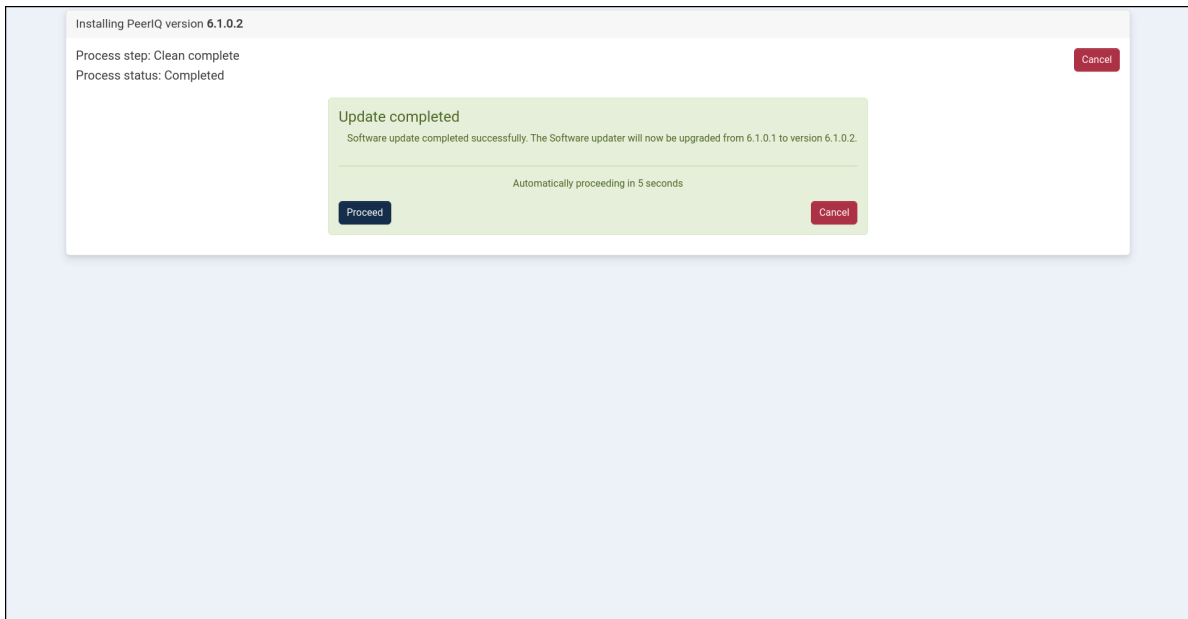 Installing PeerIQ version 6.1.0.2
Process step: Clean complete
Cancel
Process status: Completed
Update completed
Software update completed successfully. The Software updater will now be upgraded from 6.1.0.1 to version 6.1.0.2.
Automatically proceeding in 5 seconds
Proceed
Cancel